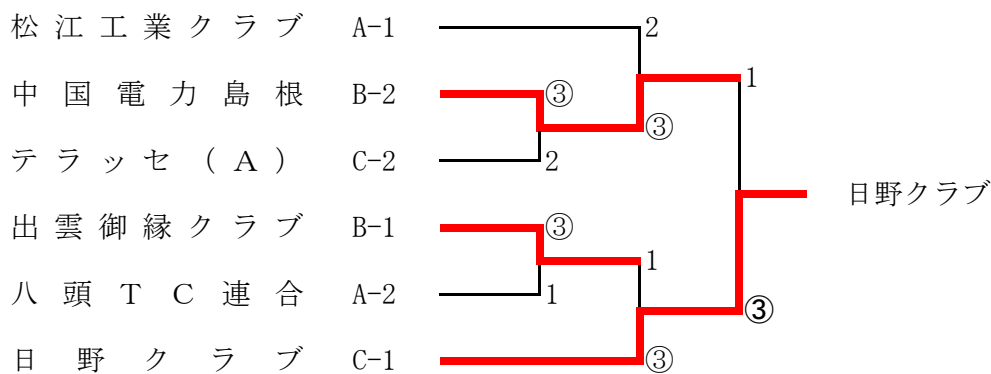 松江工業クラブ A-1 2
中国電力島根 B-2 ③ 1
③
テラッセ(A) C-2 2
日野クラブ
出雲御縁クラブ B-1 ③
1
八頭TC連合 A-2 1
③
日野クラブ C-1 ③